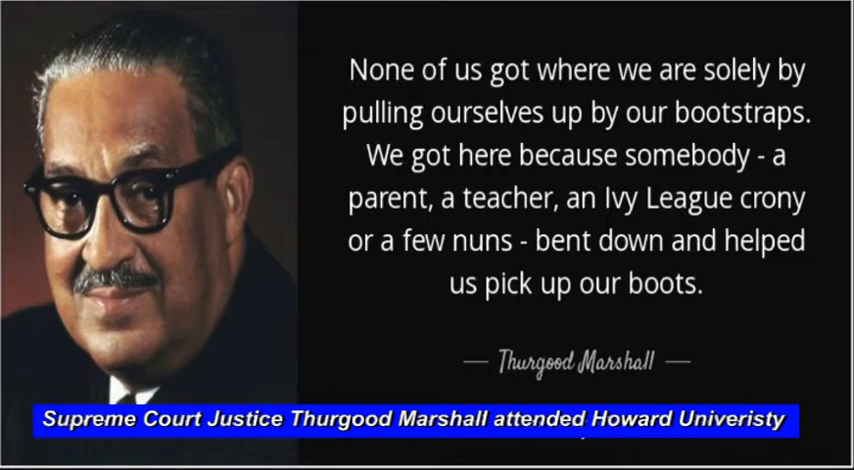 None of us got where we are solely by
pulling ourselves up by our bootstraps.
We got here because somebody - a
parent, a teacher, an Ivy League crony
or a few nuns - bent down and helped
us pick up our boots.
— Thurgood Marshall —
Supreme Court Justice Thurgood Marshall attended Howard Univeristy